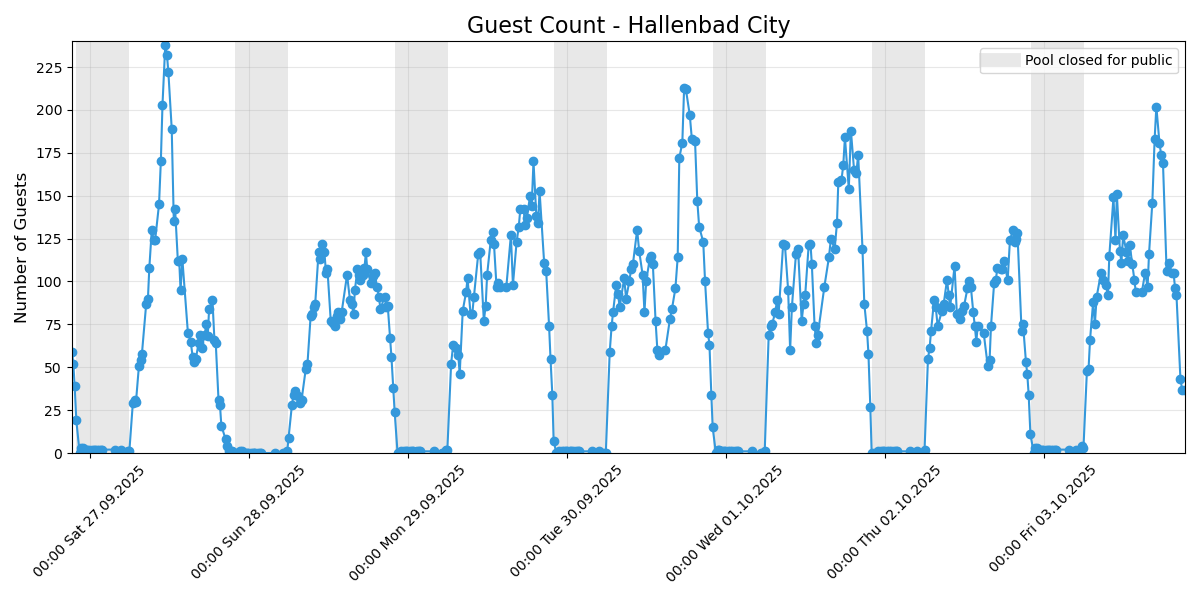 Guest Count - Hallenbad City
Pool closed for public
Number of Guests
225
200
175
150
125
100
75
50
25
0
00:00 Sat 27.09.2025
00:00 Sun 28.09.2025
00:00 Mon 29.09.2025
00:00 Tue 30.09.2025
00:00 Wed 01.10.2025
00:00 Thu 02.10.2025
00:00 Fri 03.10.2025